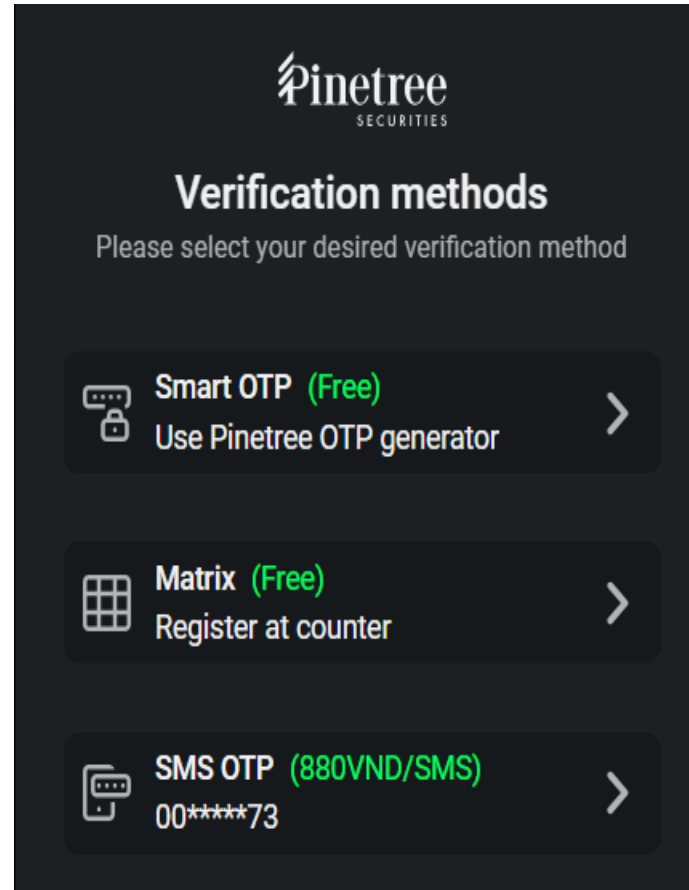 Pinetree
SECURITIES
Verification methods
Please select your desired verification method
Smart OTP (Free)
Use Pinetree OTP generator
Matrix (Free)
Register at counter
SMS OTP (880VND/SMS)
00*****73